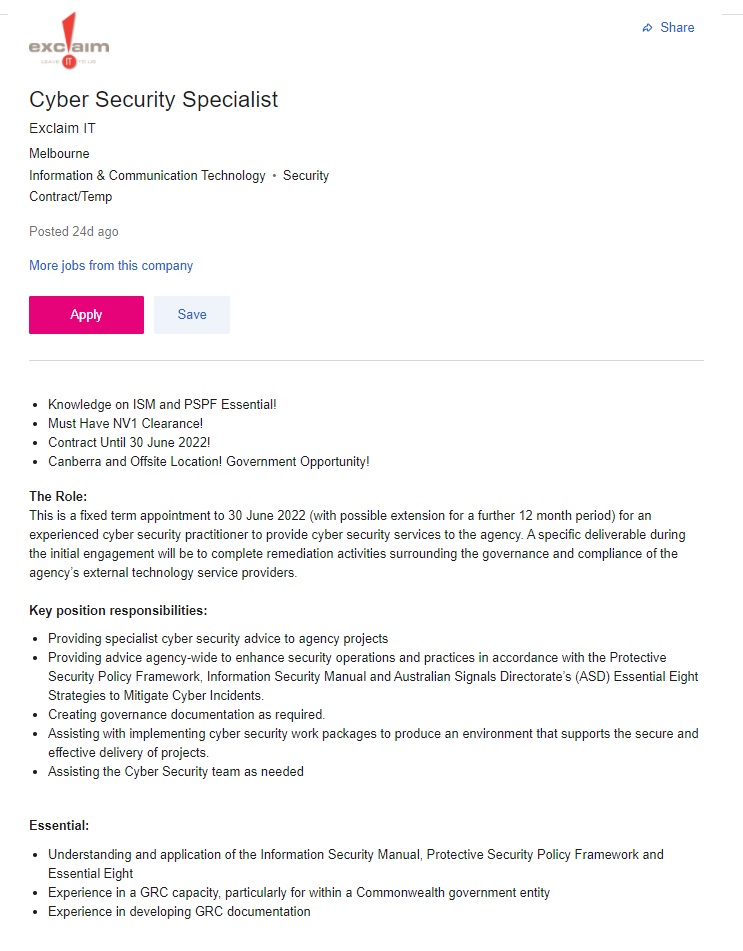 Share
exclaim
LEAVE IT TO US
Cyber Security Specialist
Exclaim IT
Melbourne
Information & Communication Technology • Security
Contract/Temp
Posted 24d ago
More jobs from this company
Apply
Save
• Knowledge on ISM and PSPF Essential!
• Must Have NV1 Clearance!
• Contract Until 30 June 2022!
• Canberra and Offsite Location! Government Opportunity!
The Role:
This is a fixed term appointment to 30 June 2022 (with possible extension for a further 12 month period) for an
experienced cyber security practitioner to provide cyber security services to the agency. A specific deliverable during
the initial engagement will be to complete remediation activities surrounding the governance and compliance of the
agency’s external technology service providers.
Key position responsibilities:
• Providing specialist cyber security advice to agency projects
• Providing advice agency-wide to enhance security operations and practices in accordance with the Protective
Security Policy Framework, Information Security Manual and Australian Signals Directorate’s (ASD) Essential Eight
Strategies to Mitigate Cyber Incidents.
• Creating governance documentation as required.
• Assisting with implementing cyber security work packages to produce an environment that supports the secure and
effective delivery of projects.
• Assisting the Cyber Security team as needed
Essential:
• Understanding and application of the Information Security Manual, Protective Security Policy Framework and
Essential Eight
• Experience in a GRC capacity, particularly for within a Commonwealth government entity
• Experience in developing GRC documentation